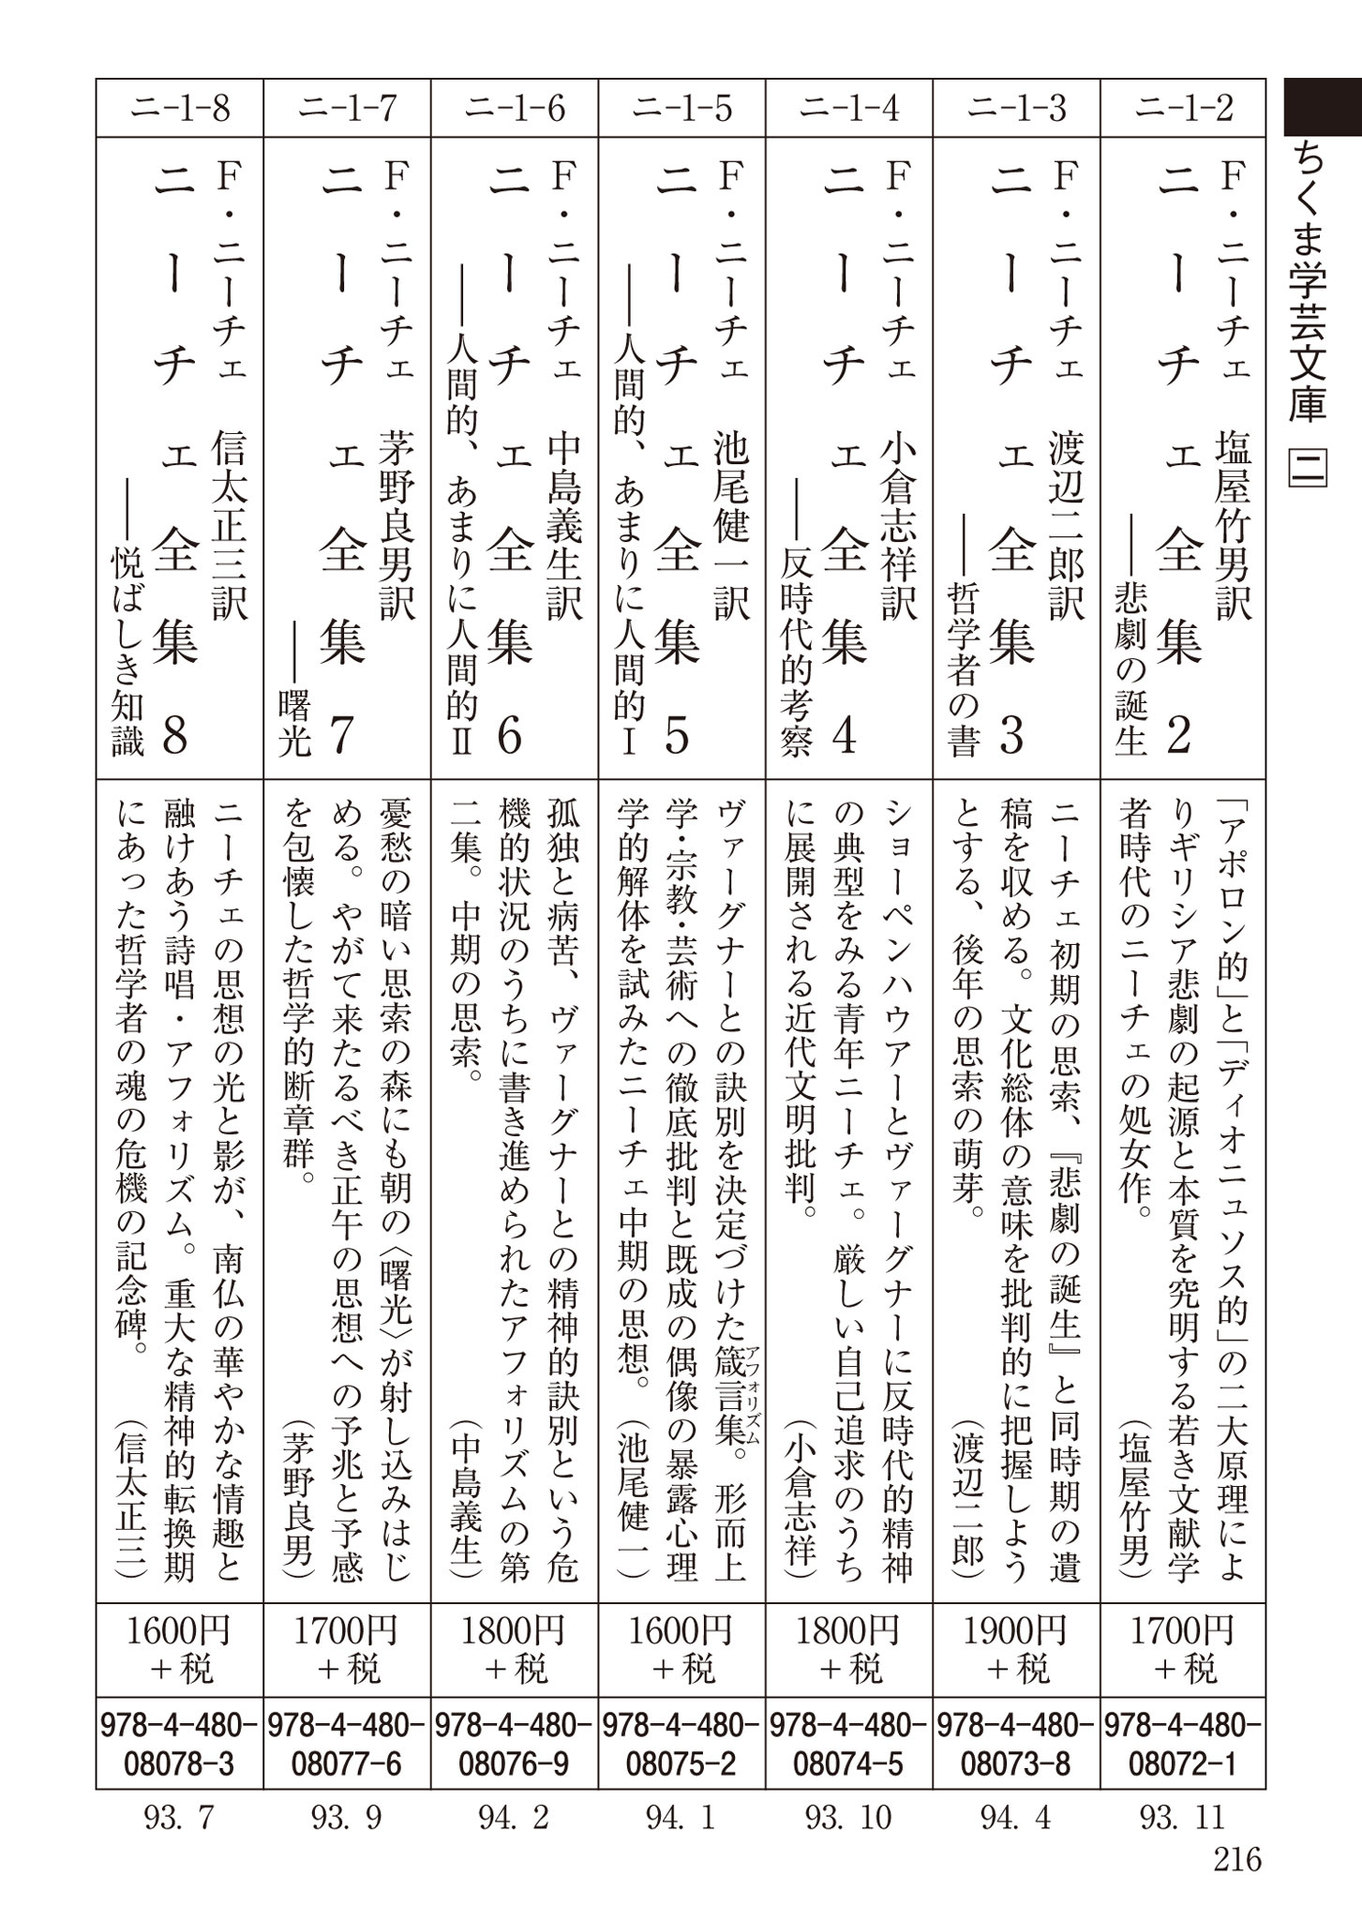 ちくま学芸文庫 ニ
ニ-1-2
F・ニーチェ 塩屋竹男訳
ニーチェ全集 2
――悲劇の誕生
「アポロン的」と「ディオニュソス的」の二大原理によ
りギリシア悲劇の起源と本質を究明する若き文献学
者時代のニーチェの処女作。 (塩屋竹男)
1700円
+税
978-4-480-
08072-1
93. 11
ニ-1-3
F・ニーチェ 渡辺二郎訳
ニーチェ全集 3
――哲学者の書
ニーチェ初期の思索、『悲劇の誕生』と同時期の遺
稿を収める。文化総体の意味を批判的に把握しよう
とする、後年の思索の萌芽。 (渡辺二郎)
1900円
+税
978-4-480-
08073-8
94. 4
ニ-1-4
F・ニーチェ 小倉志祥訳
ニーチェ全集 4
――反時代的考察
ショーペンハウアーとヴァーグナーに反時代的精神
の典型をみる青年ニーチェ。厳しい自己追求のうち
に展開される近代文明批判。 (小倉志祥)
1800円
+税
978-4-480-
08074-5
93. 10
ニ-1-5
F・ニーチェ 池尾健一訳
ニーチェ全集 5
――人間的、あまりに人間的Ⅰ
ヴァーグナーとの訣別を決定づけた箴言集。形而上
アフォリズム
学・宗教・芸術への徹底批判と既成の偶像の暴露心理
学的解体を試みたニーチェ中期の思想。 (池尾健一)
1600円
+税
978-4-480-
08075-2
94. 1
ニ-1-6
F・ニーチェ 中島義生訳
ニーチェ全集 6
――人間的、あまりに人間的Ⅱ
孤独と病苦、ヴァーグナーとの精神的訣別という危
機的状況のうちに書き進められたアフォリズムの第
二集。中期の思索。 (中島義生)
1800円
+税
978-4-480-
08076-9
94. 2
ニ-1-7
F・ニーチェ 茅野良男訳
ニーチェ全集 7
――曙光
憂愁の暗い思索の森にも朝の〈曙光〉が射し込みはじ
める。やがて来たるべき正午の思想への予兆と予感
を包懐した哲学的断章群。 (茅野良男)
1700円
+税
978-4-480-
08077-6
93. 9
ニ-1-8
F・ニーチェ 信太正三訳
ニーチェ全集 8
――悦ばしき知識
ニーチェの思想の光と影が、南仏の華やかな情趣と
融けあう詩唱・アフォリズム。重大な精神的転換期
にあった哲学者の魂の危機の記念碑。 (信太正三)
1600円
+税
978-4-480-
08078-3
93. 7
216